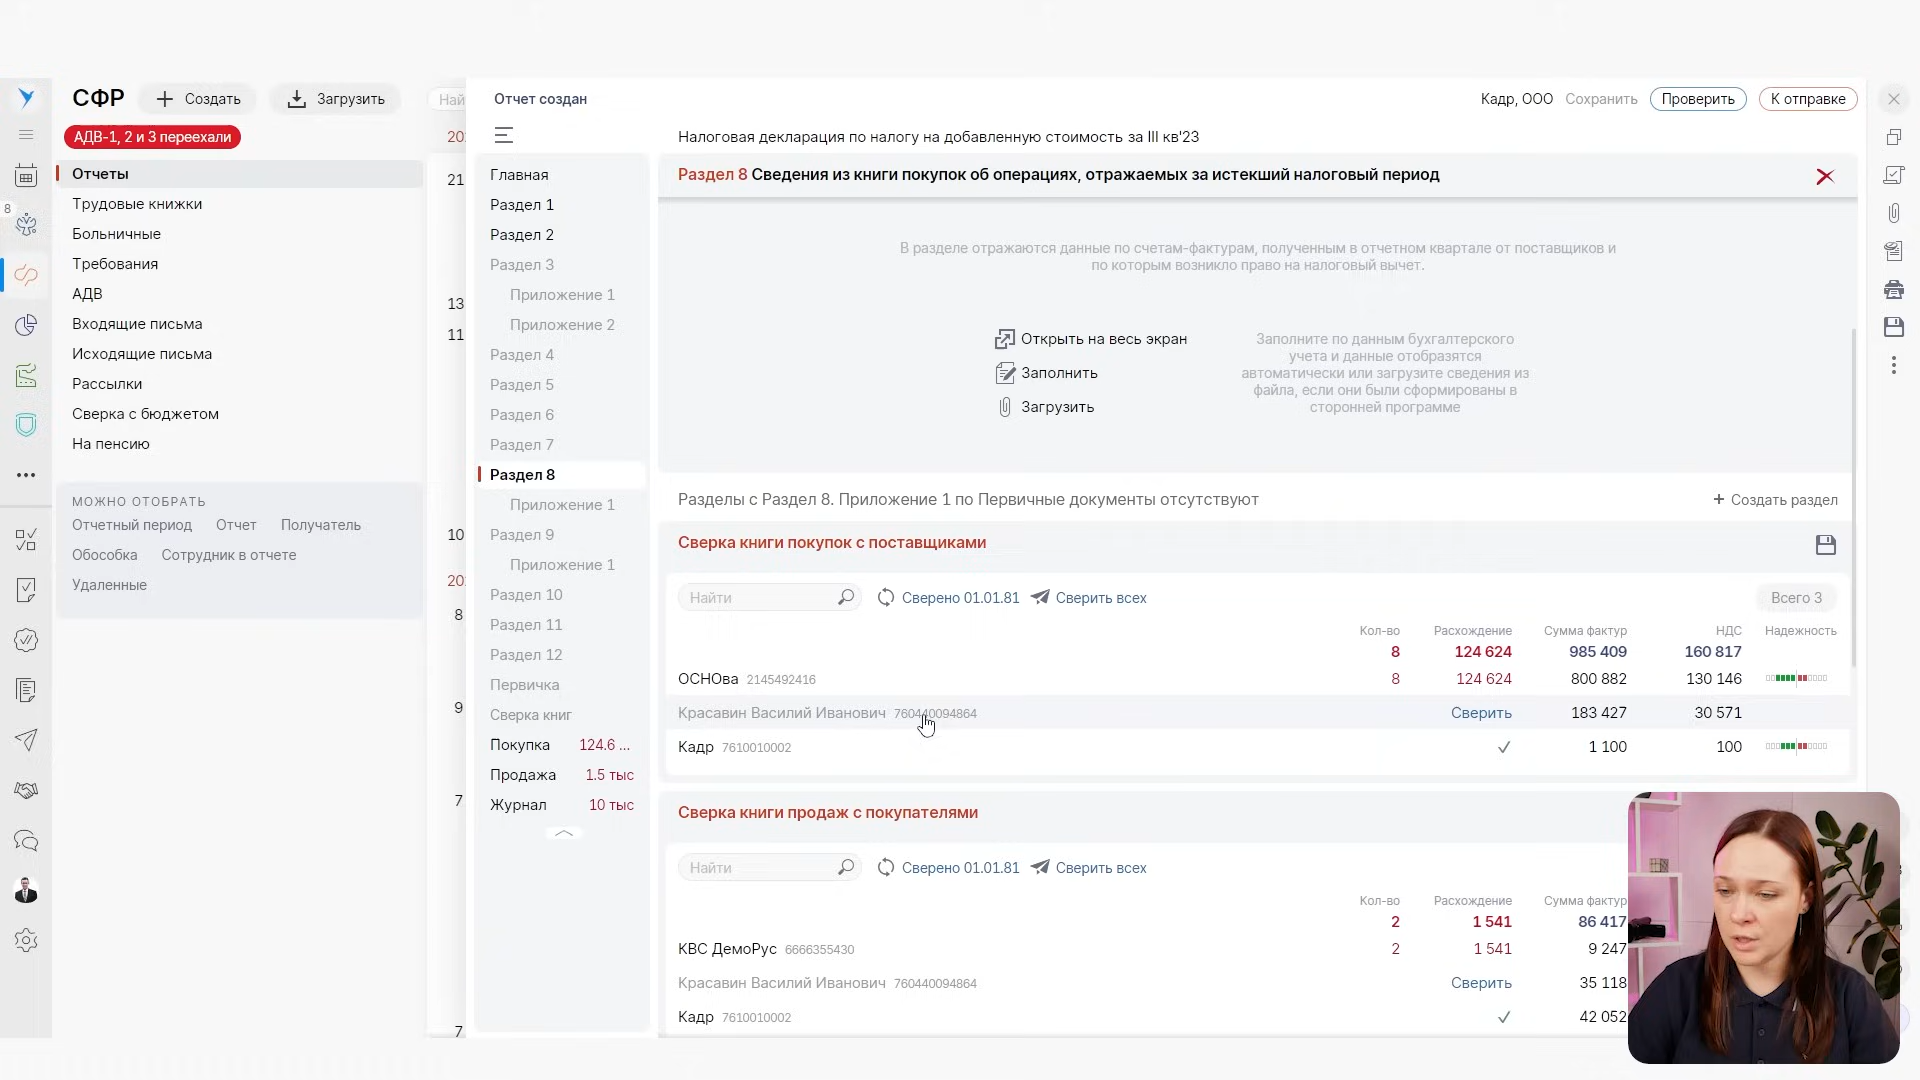 СФР
Создать
Загрузить
Най
АДВ-1, 2 и 3 переехали
8
Отчеты
Трудовые книжки
Больничные
Требования
АДВ
Входящие письма
Исходящие письма
Рассылки
Сверка с бюджетом
На пенсию
МОЖНО ОТОБРАТЬ
Отчетный период Отчет Получатель
Обособка Сотрудник в отчете
Удаленные
20
21
13
11
10
20
8
9
7
7
Отчет создан
Кадр, ООО Сохранить Проверить К отправке
Налоговая декларация по налогу на добавленную стоимость за III кв'23
Главная
Раздел 1
Раздел 2
Раздел 3
Приложение 1
Приложение 2
Раздел 4
Раздел 5
Раздел 6
Раздел 7
Раздел 8
Приложение 1
Раздел 9
Приложение 1
Раздел 10
Раздел 11
Раздел 12
Первичка
Сверка книг
Покупка 124.6 ...
Продажа 1.5 тыс
Журнал 10 тыс
Раздел 8 Сведения из книги покупок об операциях, отражаемых за истекший налоговый период
В разделе отражаются данные по счетам-фактурам, полученным в отчетном квартале от поставщиков и
по которым возникло право на налоговый вычет.
Открыть на весь экран
Заполнить
Загрузить
Заполните по данным бухгалтерского
учета и данные отобразятся
автоматически или загрузите сведения из
файла, если они были сформированы в
сторонней программе
Разделы с Раздел 8. Приложение 1 по Первичные документы отсутствуют
+ Создать раздел
Сверка книги покупок с поставщиками
Найти Сверено 01.01.81 Сверить всех Всего 3
Кол-во Расхождение Сумма фактур НДС Надежность
8 124 624 985 409 160 817
ОСНОва 2145492416 8 124 624 800 882 130 146
Красавин Василий Иванович 760440094864 Сверить 183 427 30 571
Кадр 7610010002 1 100 100
Сверка книги продаж с покупателями
Найти Сверено 01.01.81 Сверить всех
Кол-во Расхождение Сумма фактур
2 1 541 86 417
КВС ДемоРус 6666355430 2 1 541 9 247
Красавин Василий Иванович 760440094864 Сверить 35 118
Кадр 7610010002 42 052